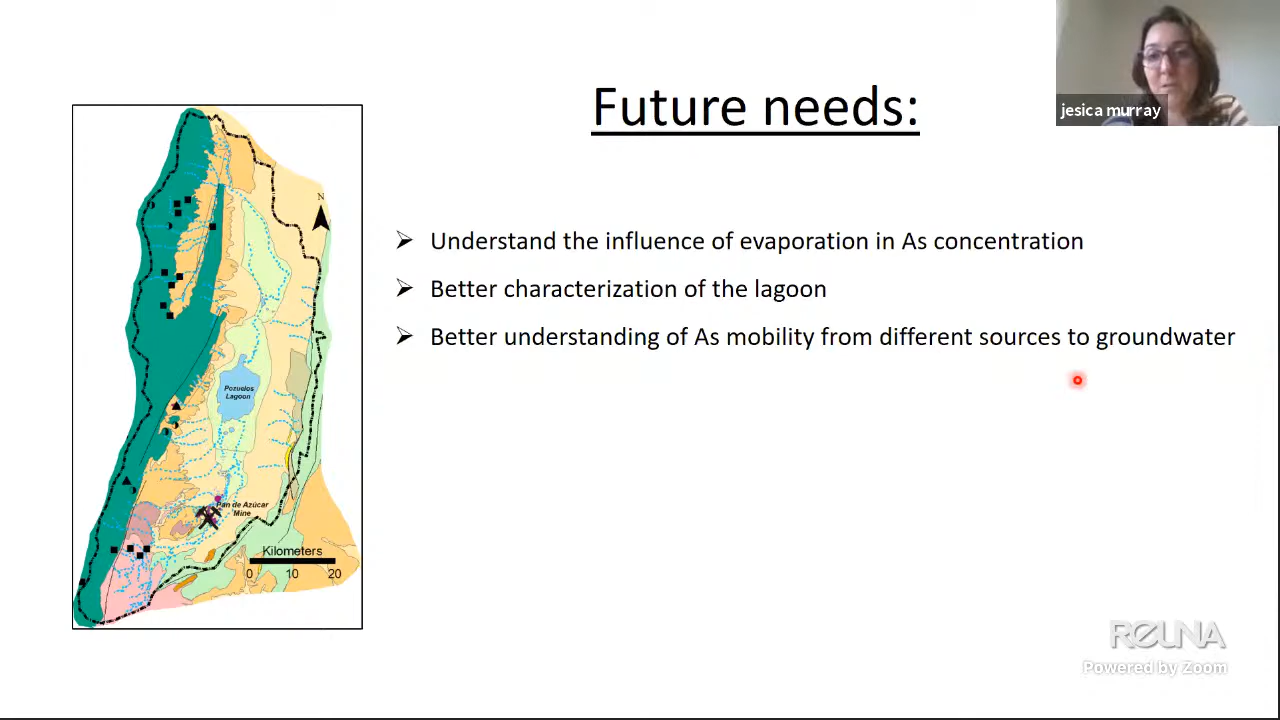 Future needs:
jesica murray
N
➢ Understand the influence of evaporation in As concentration
➢ Better characterization of the lagoon
➢ Better understanding of As mobility from different sources to groundwater
Pozuelos
Lagoon
Pan de Azúcar
Mine
Kilometers
0 10 20
REUNA
Powered by Zoom